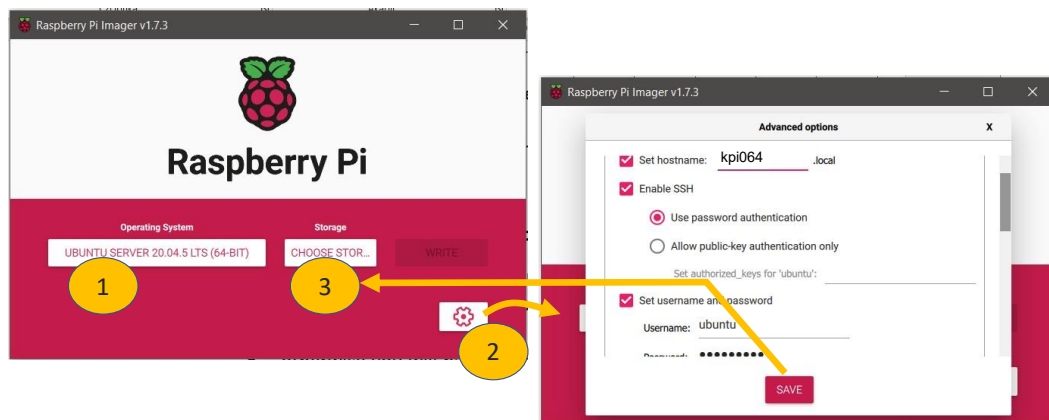 Raspberry Pi Imager v1.7.3
Raspberry Pi
Operating System
Storage
UBUNTU SERVER 20.04.5 LTS (64-BIT)
CHOOSE STOR...
WRITE
1
3
2
Raspberry Pi Imager v1.7.3
Advanced options
X
Set hostname: kpi064 .local
Enable SSH
Use password authentication
Allow public-key authentication only
Set authorized_keys for 'ubuntu':
Set username and password
Username: ubuntu
Password: •••••••••
SAVE